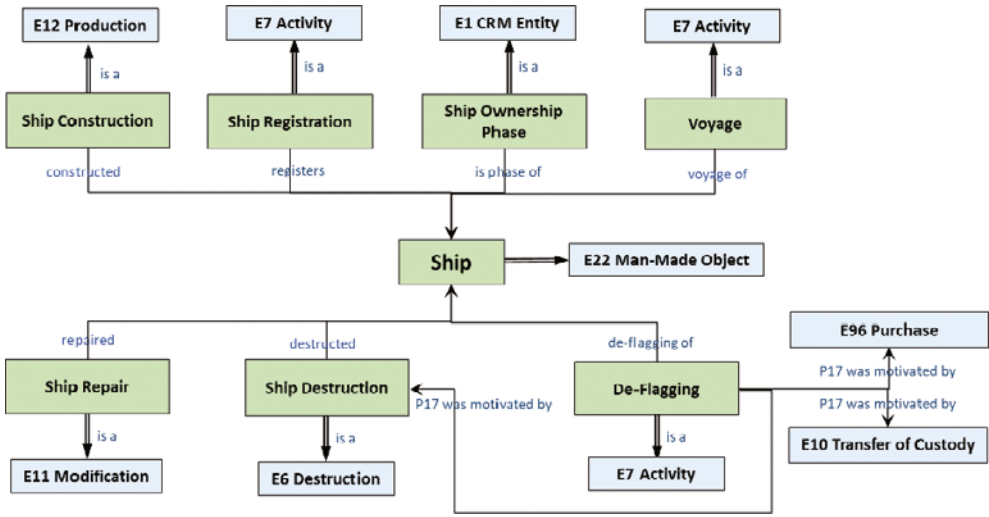 E12 Production
E7 Activity
E1 CRM Entity
E7 Activity
is a
is a
is a
is a
Ship Construction
Ship Registration
Ship Ownership
Phase
Voyage
constructed
registers
is phase of
voyage of
Ship
E22 Man-Made Object
repaired
destructed
de-flagging of
E96 Purchase
P17 was motivated by
Ship Repair
Ship Destruction
P17 was motivated by
De-Flagging
P17 was motivated by
is a
is a
is a
E10 Transfer of Custody
E11 Modification
E6 Destruction
E7 Activity